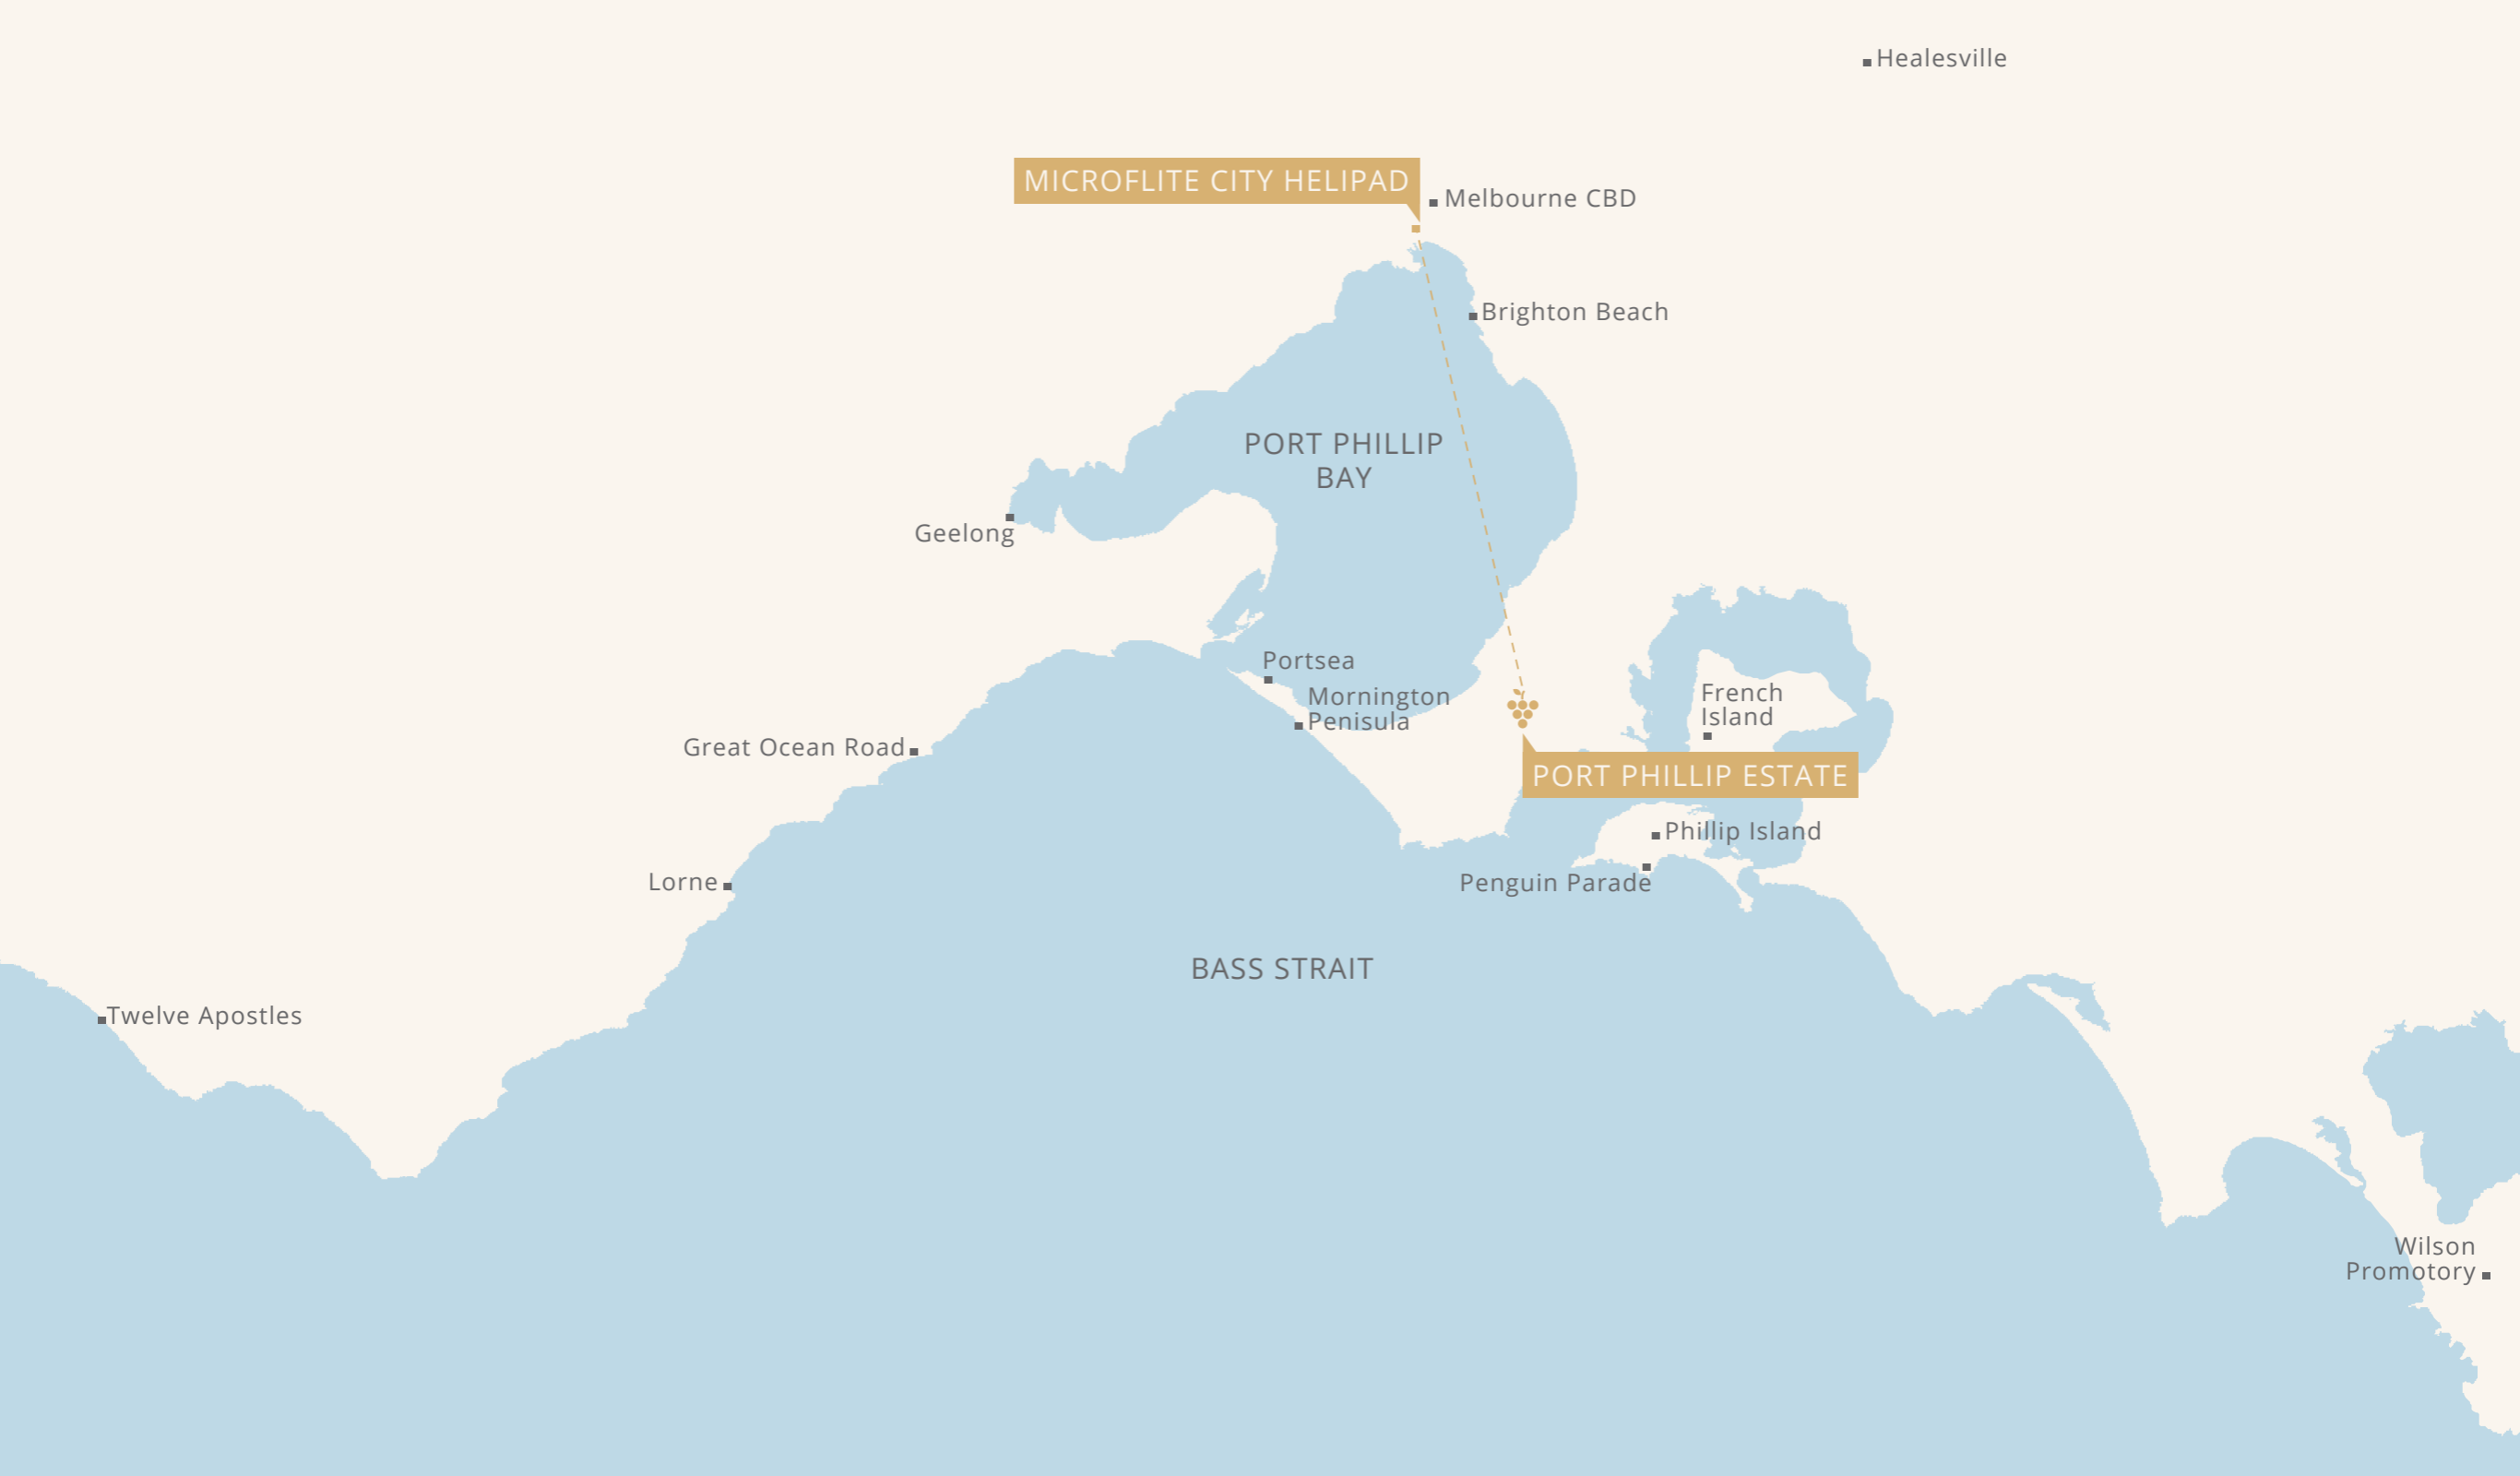 Healesville
MICROFLITE CITY HELIPAD
Melbourne CBD
Brighton Beach
PORT PHILLIP
BAY
Geelong
Portsea
Mornington
Penisula
French
Island
Great Ocean Road
PORT PHILLIP ESTATE
Phillip Island
Lorne
Penguin Parade
BASS STRAIT
Twelve Apostles
Wilson
Promotory